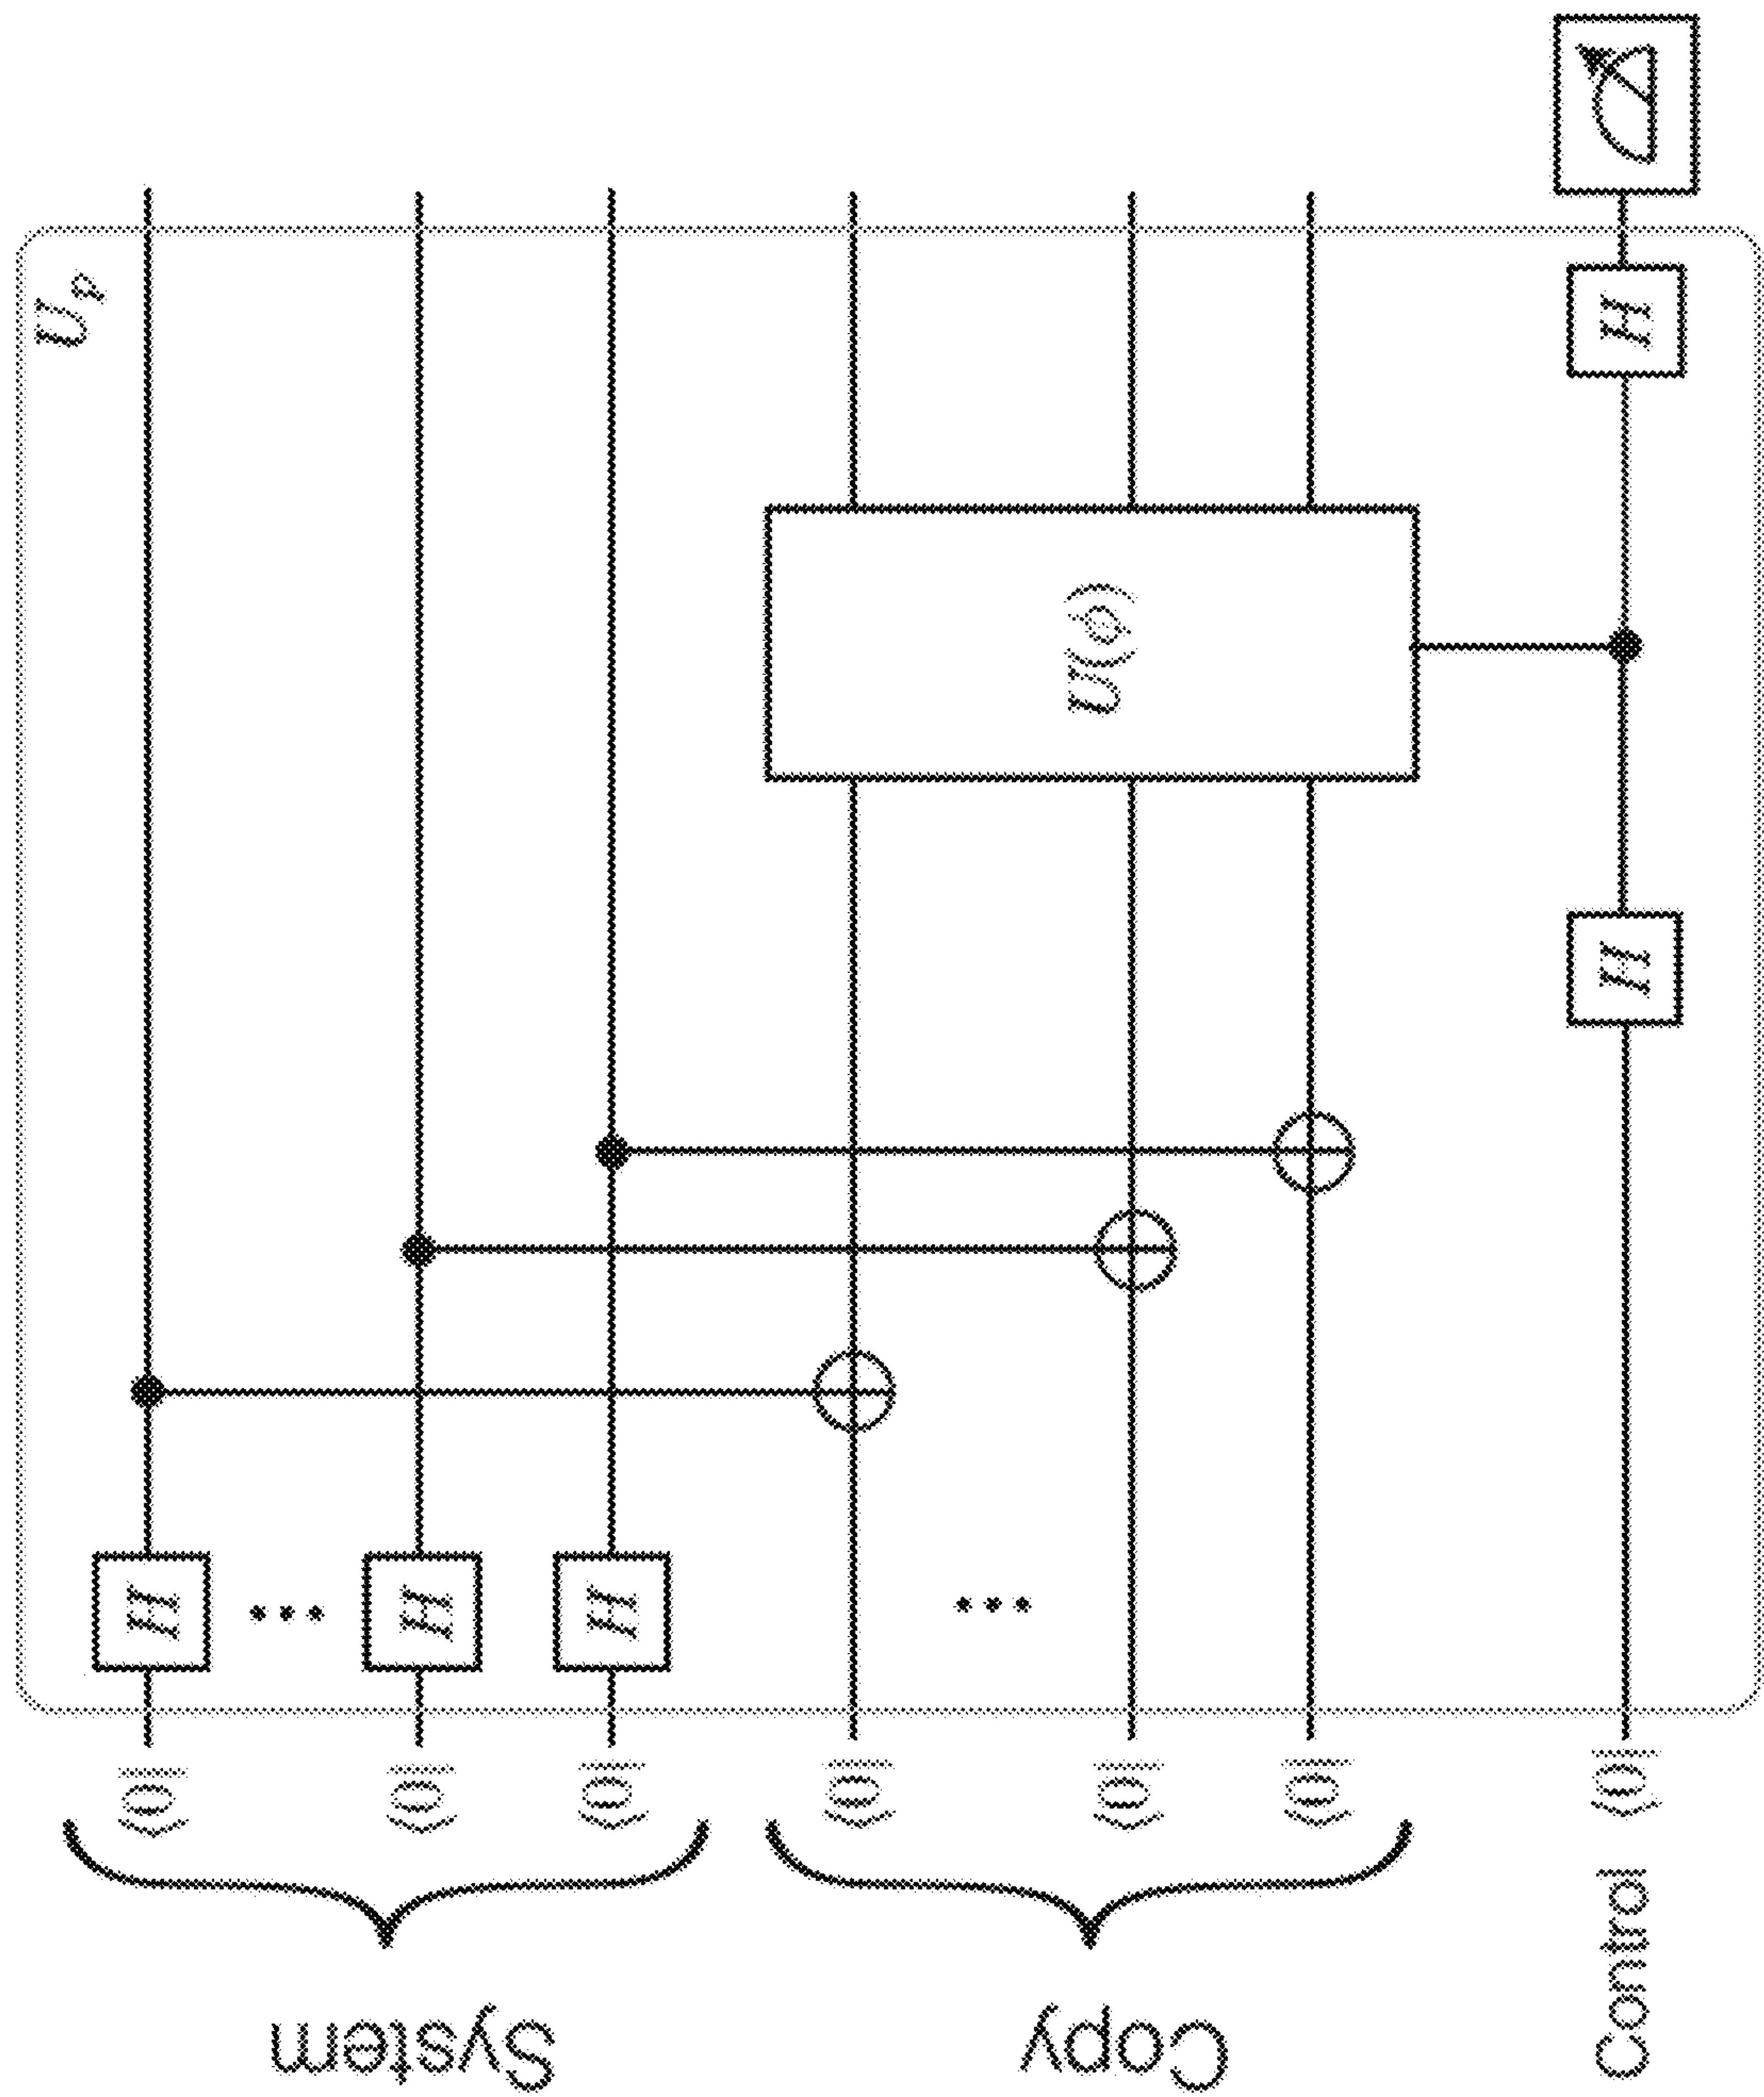 System
|0⟩
H
...
|0⟩
H
|0⟩
H
Copy
|0⟩
...
|0⟩
|0⟩
U(ϕ)
Control
|0⟩
H
H
U_p